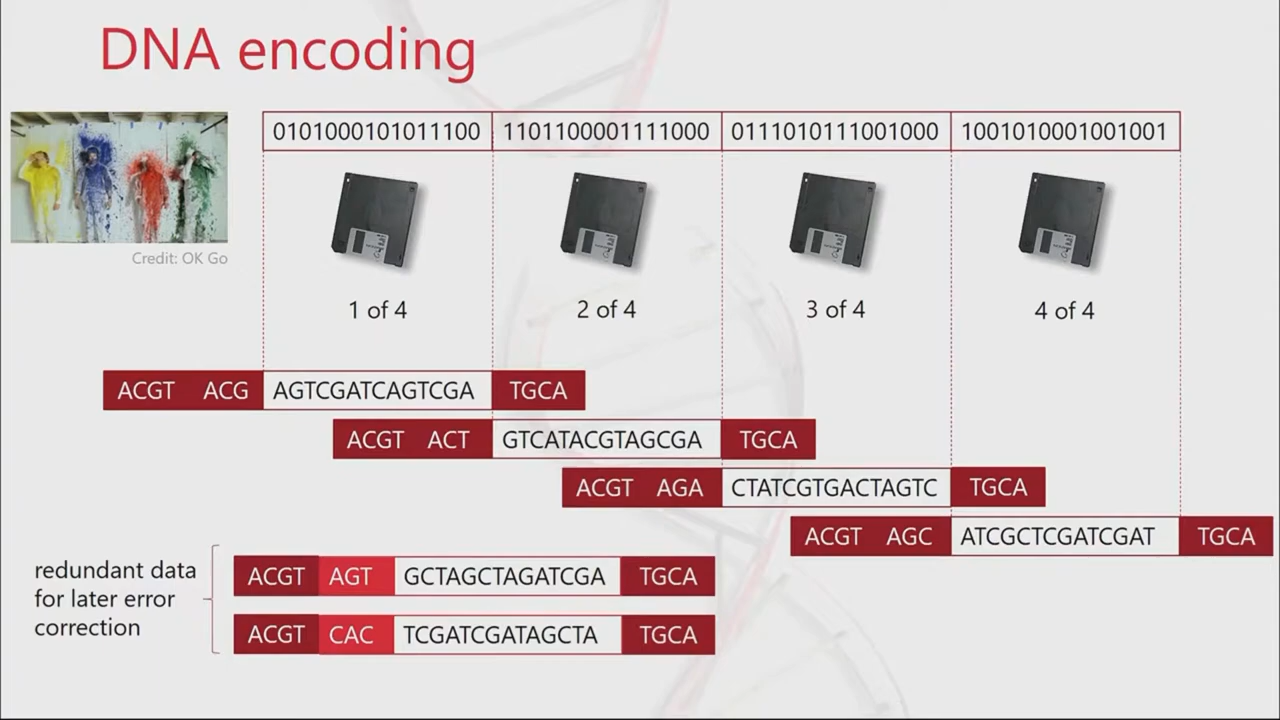 DNA encoding
0101000101011100 1101100001111000 0111010111001000 1001010001001001
Credit: OK Go
1 of 4 2 of 4 3 of 4 4 of 4
ACGT ACG AGTCGATCAGTCGA TGCA
ACGT ACT GTCATACGTAGCGA TGCA
ACGT AGA CTATCGTGACTAGTC TGCA
ACGT AGC ATCGCTCGATCGAT TGCA
redundant data
for later error
correction
ACGT AGT GCTAGCTAGATCGA TGCA
ACGT CAC TCGATCGATAGCTA TGCA